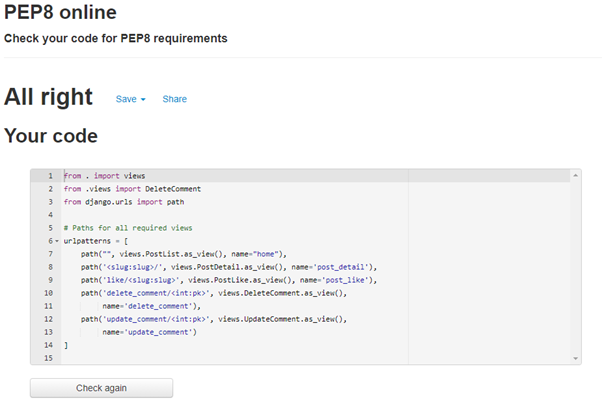 PEP8 online
Check your code for PEP8 requirements
All right Save Share
Your code
1 from . import views
2 from .views import DeleteComment
3 from django.urls import path
4
5 # Paths for all required views
6 urlpatterns = [
7     path("", views.PostList.as_view(), name="home"),
8     path('<slug:slug>/', views.PostDetail.as_view(), name='post_detail'),
9     path('like/<slug:slug>', views.PostLike.as_view(), name='post_like'),
10     path('delete_comment/<int:pk>', views.DeleteComment.as_view(),
11          name='delete_comment'),
12     path('update_comment/<int:pk>', views.UpdateComment.as_view(),
13          name='update_comment')
14 ]
15
Check again